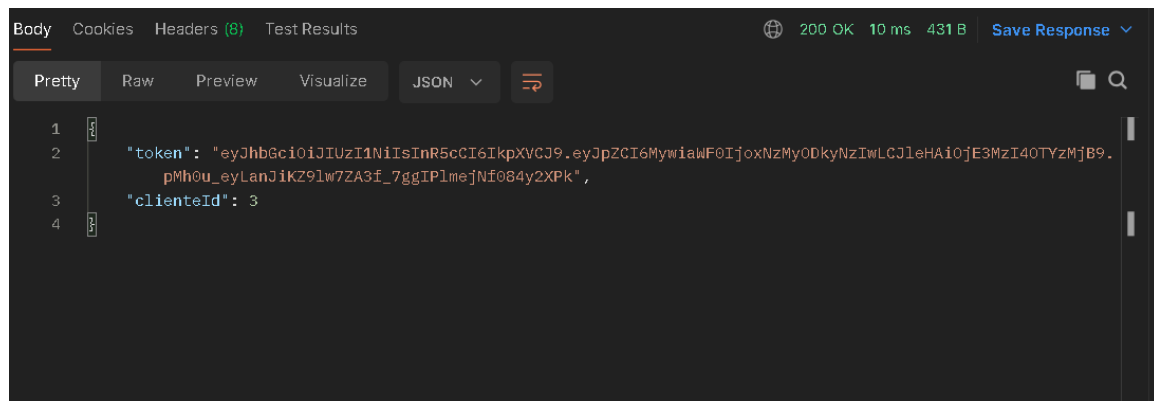 Body Cookies Headers (8) Test Results 200 OK 10 ms 431 B Save Response
Pretty Raw Preview Visualize JSON
1 {
2 "token": "eyJhbGciOiJIUzI1NiIsInR5cCI6IkpXVCJ9.eyJpZCI6MywiaWF0IjoxNzMyODkyNzIwLCJleHAiOjE3MzI4OTYzMjB9.
pMh0u_eyLanJiKZ9lw7ZA3f_7ggIPlmejNf084y2XPk",
3 "clienteId": 3
4 }